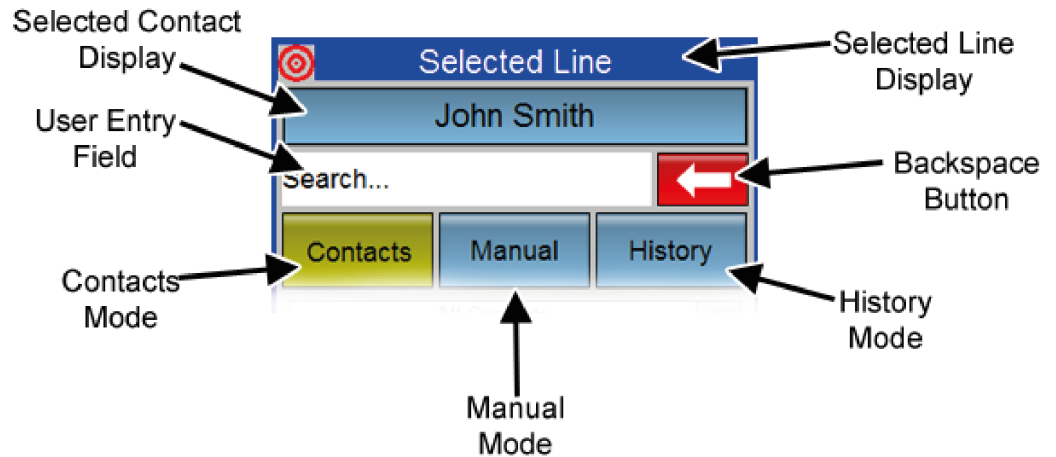 Selected Contact
Display
User Entry
Field
Contacts
Mode
Selected Line
John Smith
Search...
Contacts
Manual
History
Selected Line
Display
Backspace
Button
History
Mode
Manual
Mode